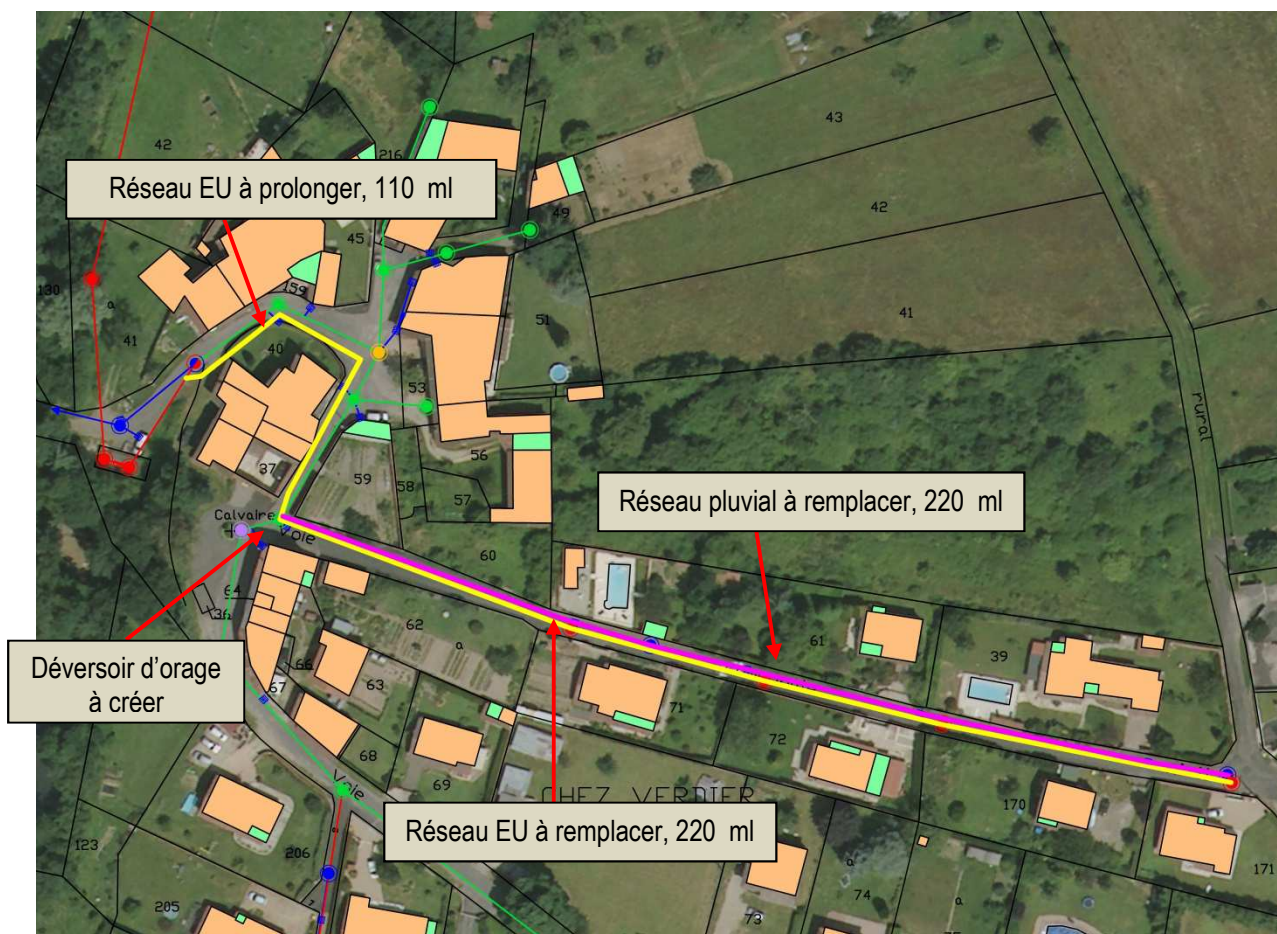 43
42
216
Réseau EU à prolonger, 110 ml
42
49
45
159
130
a
41
51
41
40
53
rural
56
37
59
58
57
Réseau pluvial à remplacer, 220 ml
Calvaire
Voie
60
64
36
62
a
61
39
Déversoir d'orage
à créer
66
67
63
71
72
68
69
Voie
CHEZ VERDIER
170
Réseau EU à remplacer, 220 ml
123
206
171
205
73
74
a
a